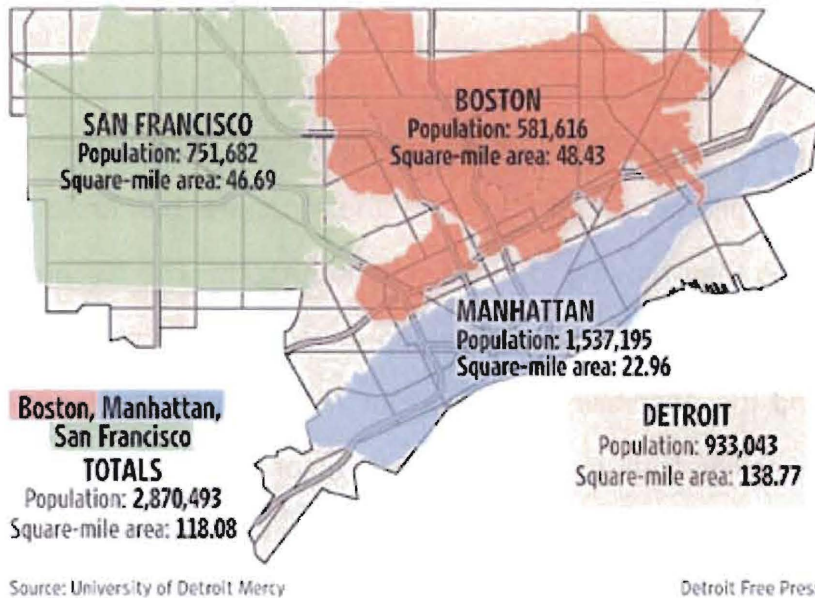 SAN FRANCISCO
Population: 751,682
Square-mile area: 46.69
BOSTON
Population: 581,616
Square-mile area: 48.43
MANHATTAN
Population: 1,537,195
Square-mile area: 22.96
Boston, Manhattan,
San Francisco
TOTALS
Population: 2,870,493
Square-mile area: 118.08
DETROIT
Population: 933,043
Square-mile area: 138.77
Source: University of Detroit Mercy
Detroit Free Press